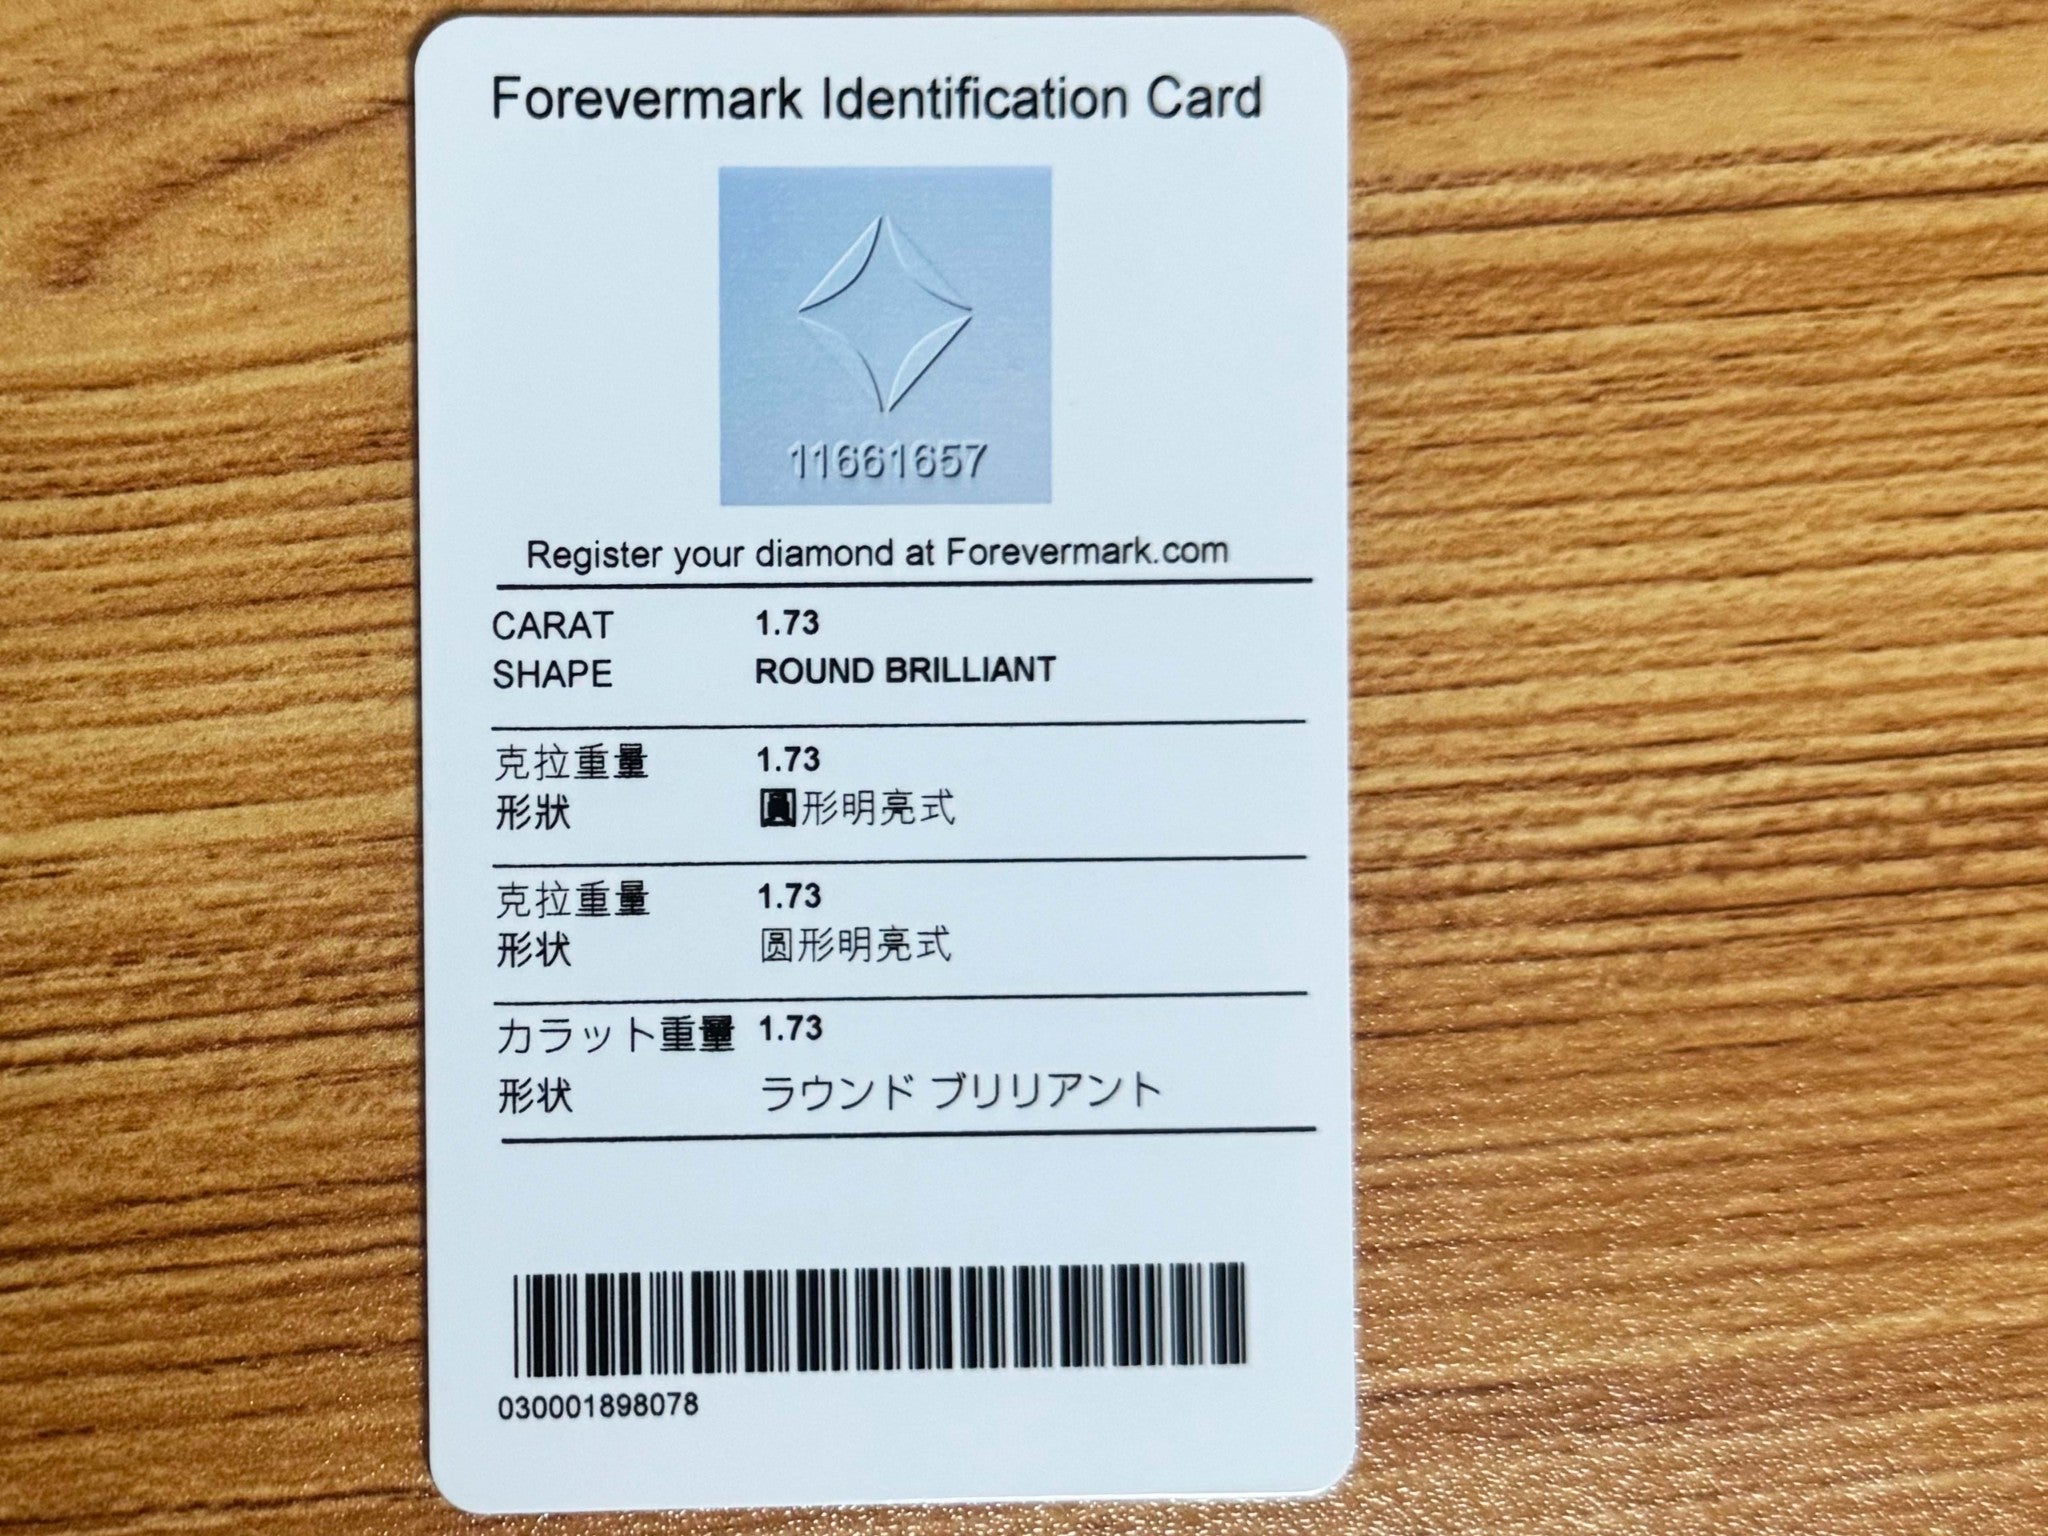 Forevermark Identification Card
11661657
Register your diamond at Forevermark.com
CARAT 1.73
SHAPE ROUND BRILLIANT
克拉重量 1.73
形狀 圓形明亮式
克拉重量 1.73
形状 圆形明亮式
カラット重量 1.73
形状 ラウンド ブリリアント
030001898078